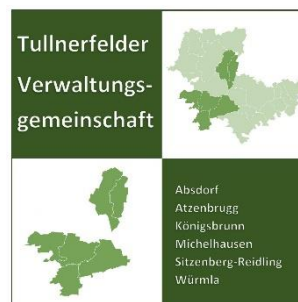 Tullnerfelder
Verwaltungs-
gemeinschaft
Absdorf
Atzenbrugg
Königsbrunn
Michelhausen
Sitzenberg-Reidling
Würmla